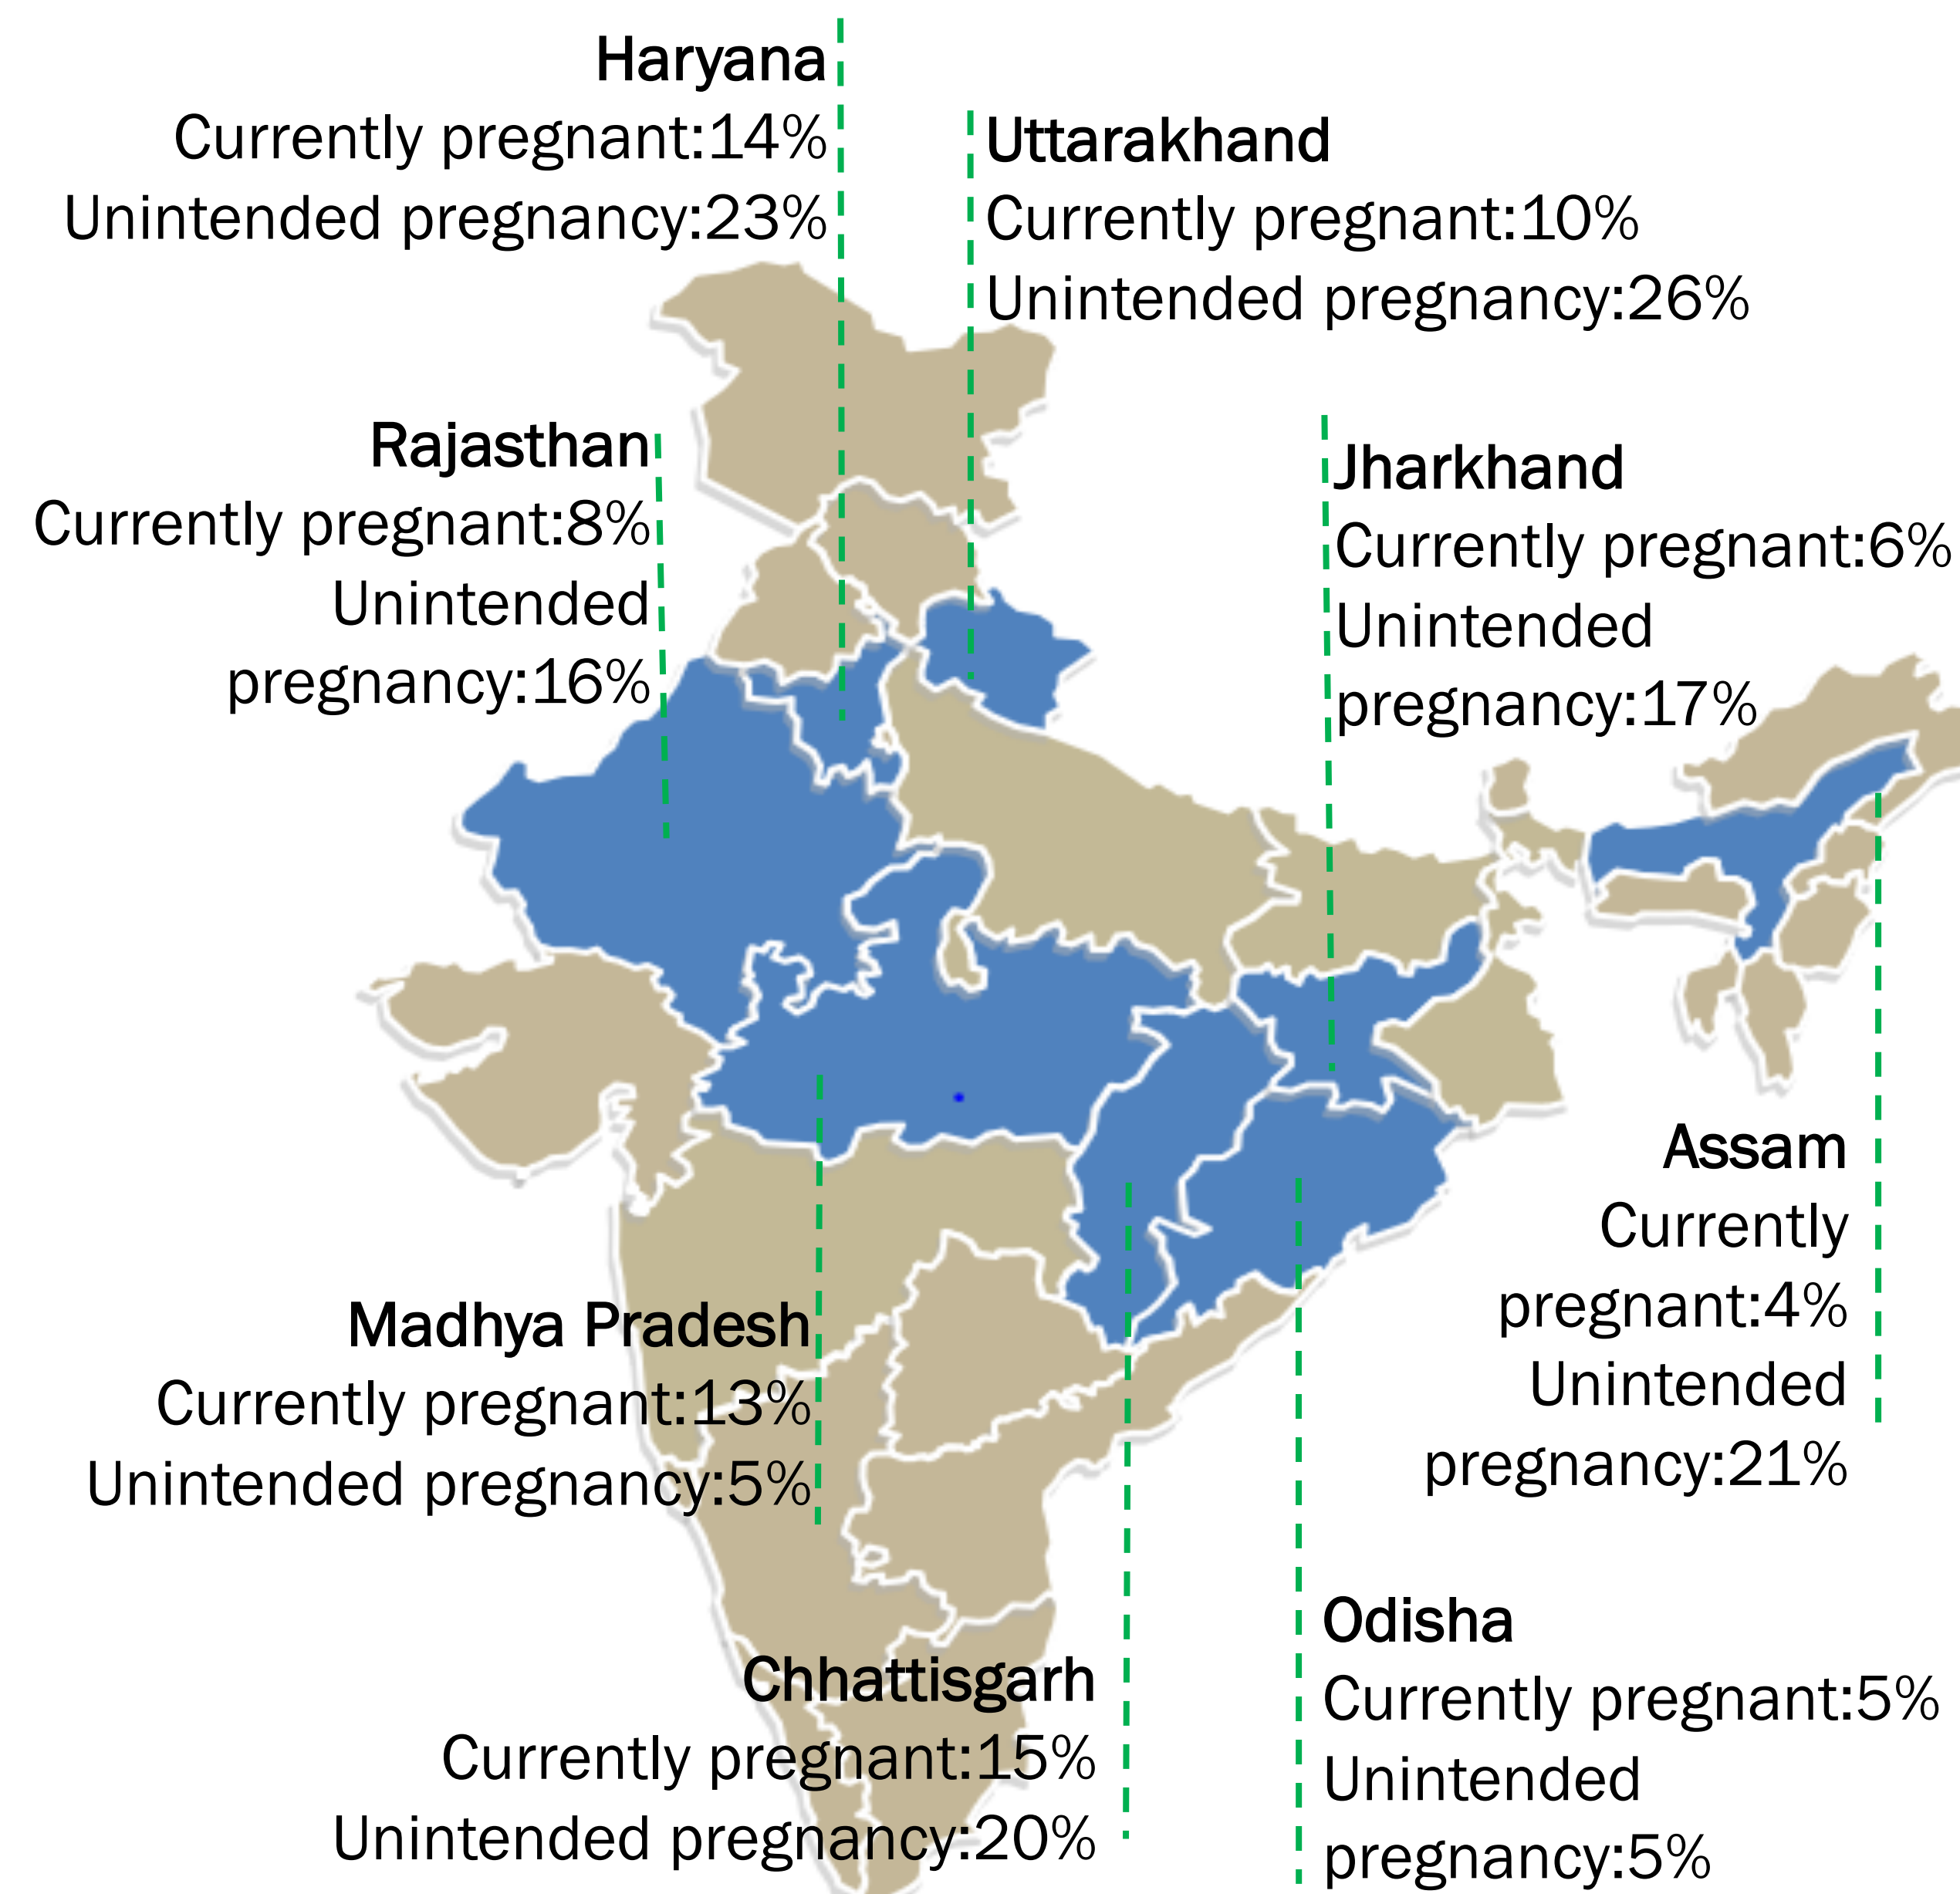 Haryana
Currently pregnant:14%
Unintended pregnancy:23%
Uttarakhand
Currently pregnant:10%
Unintended pregnancy:26%
Rajasthan
Currently pregnant:8%
Unintended
pregnancy:16%
Jharkhand
Currently pregnant:6%
Unintended
pregnancy:17%
Assam
Currently
pregnant:4%
Unintended
pregnancy:21%
Madhya Pradesh
Currently pregnant:13%
Unintended pregnancy:5%
Chhattisgarh
Currently pregnant:15%
Unintended pregnancy:20%
Odisha
Currently pregnant:5%
Unintended
pregnancy:5%